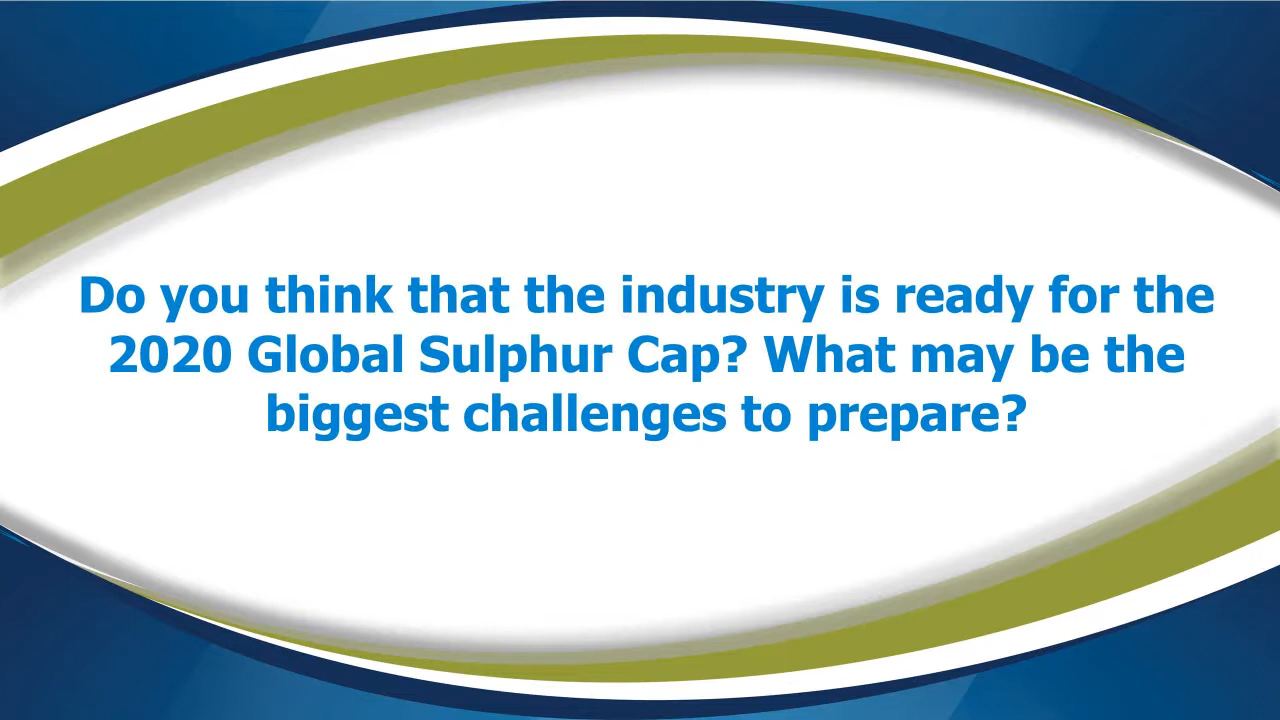 Do you think that the industry is ready for the
2020 Global Sulphur Cap? What may be the
biggest challenges to prepare?